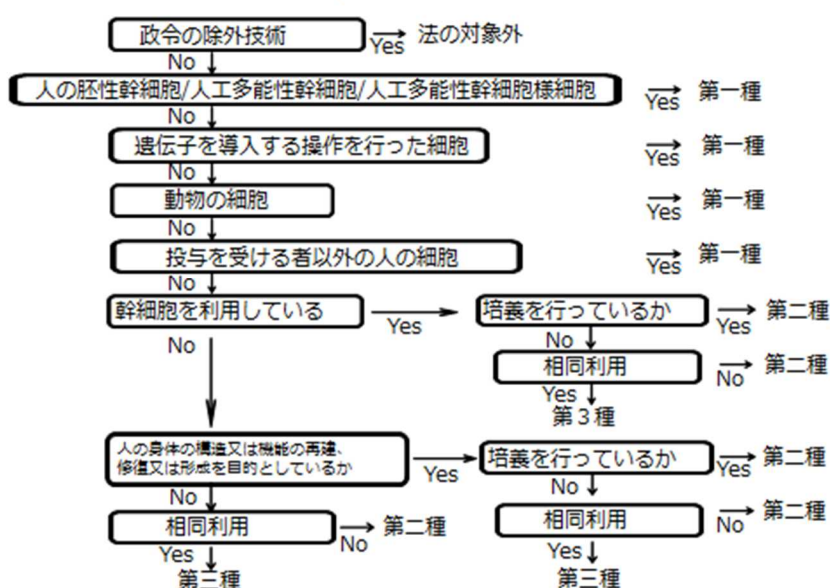 政令の除外技術
Yes
法の対象外
No
人の胚性幹細胞/人工多能性幹細胞/人工多能性幹細胞様細胞
Yes
第一種
No
遺伝子を導入する操作を行った細胞
Yes
第一種
No
動物の細胞
Yes
第一種
No
投与を受ける者以外の人の細胞
Yes
第一種
No
幹細胞を利用している
Yes
培義を行っているか
Yes
第二種
No
No
相同利用
No
第二種
Yes
第3種
人の身体の構造又は機能の再建、
修復又は形成を目的としているか
Yes
培義を行っているか
Yes
第二種
No
No
相同利用
No
第二種
相同利用
No
第二種
Yes
第三種
Yes
第三種